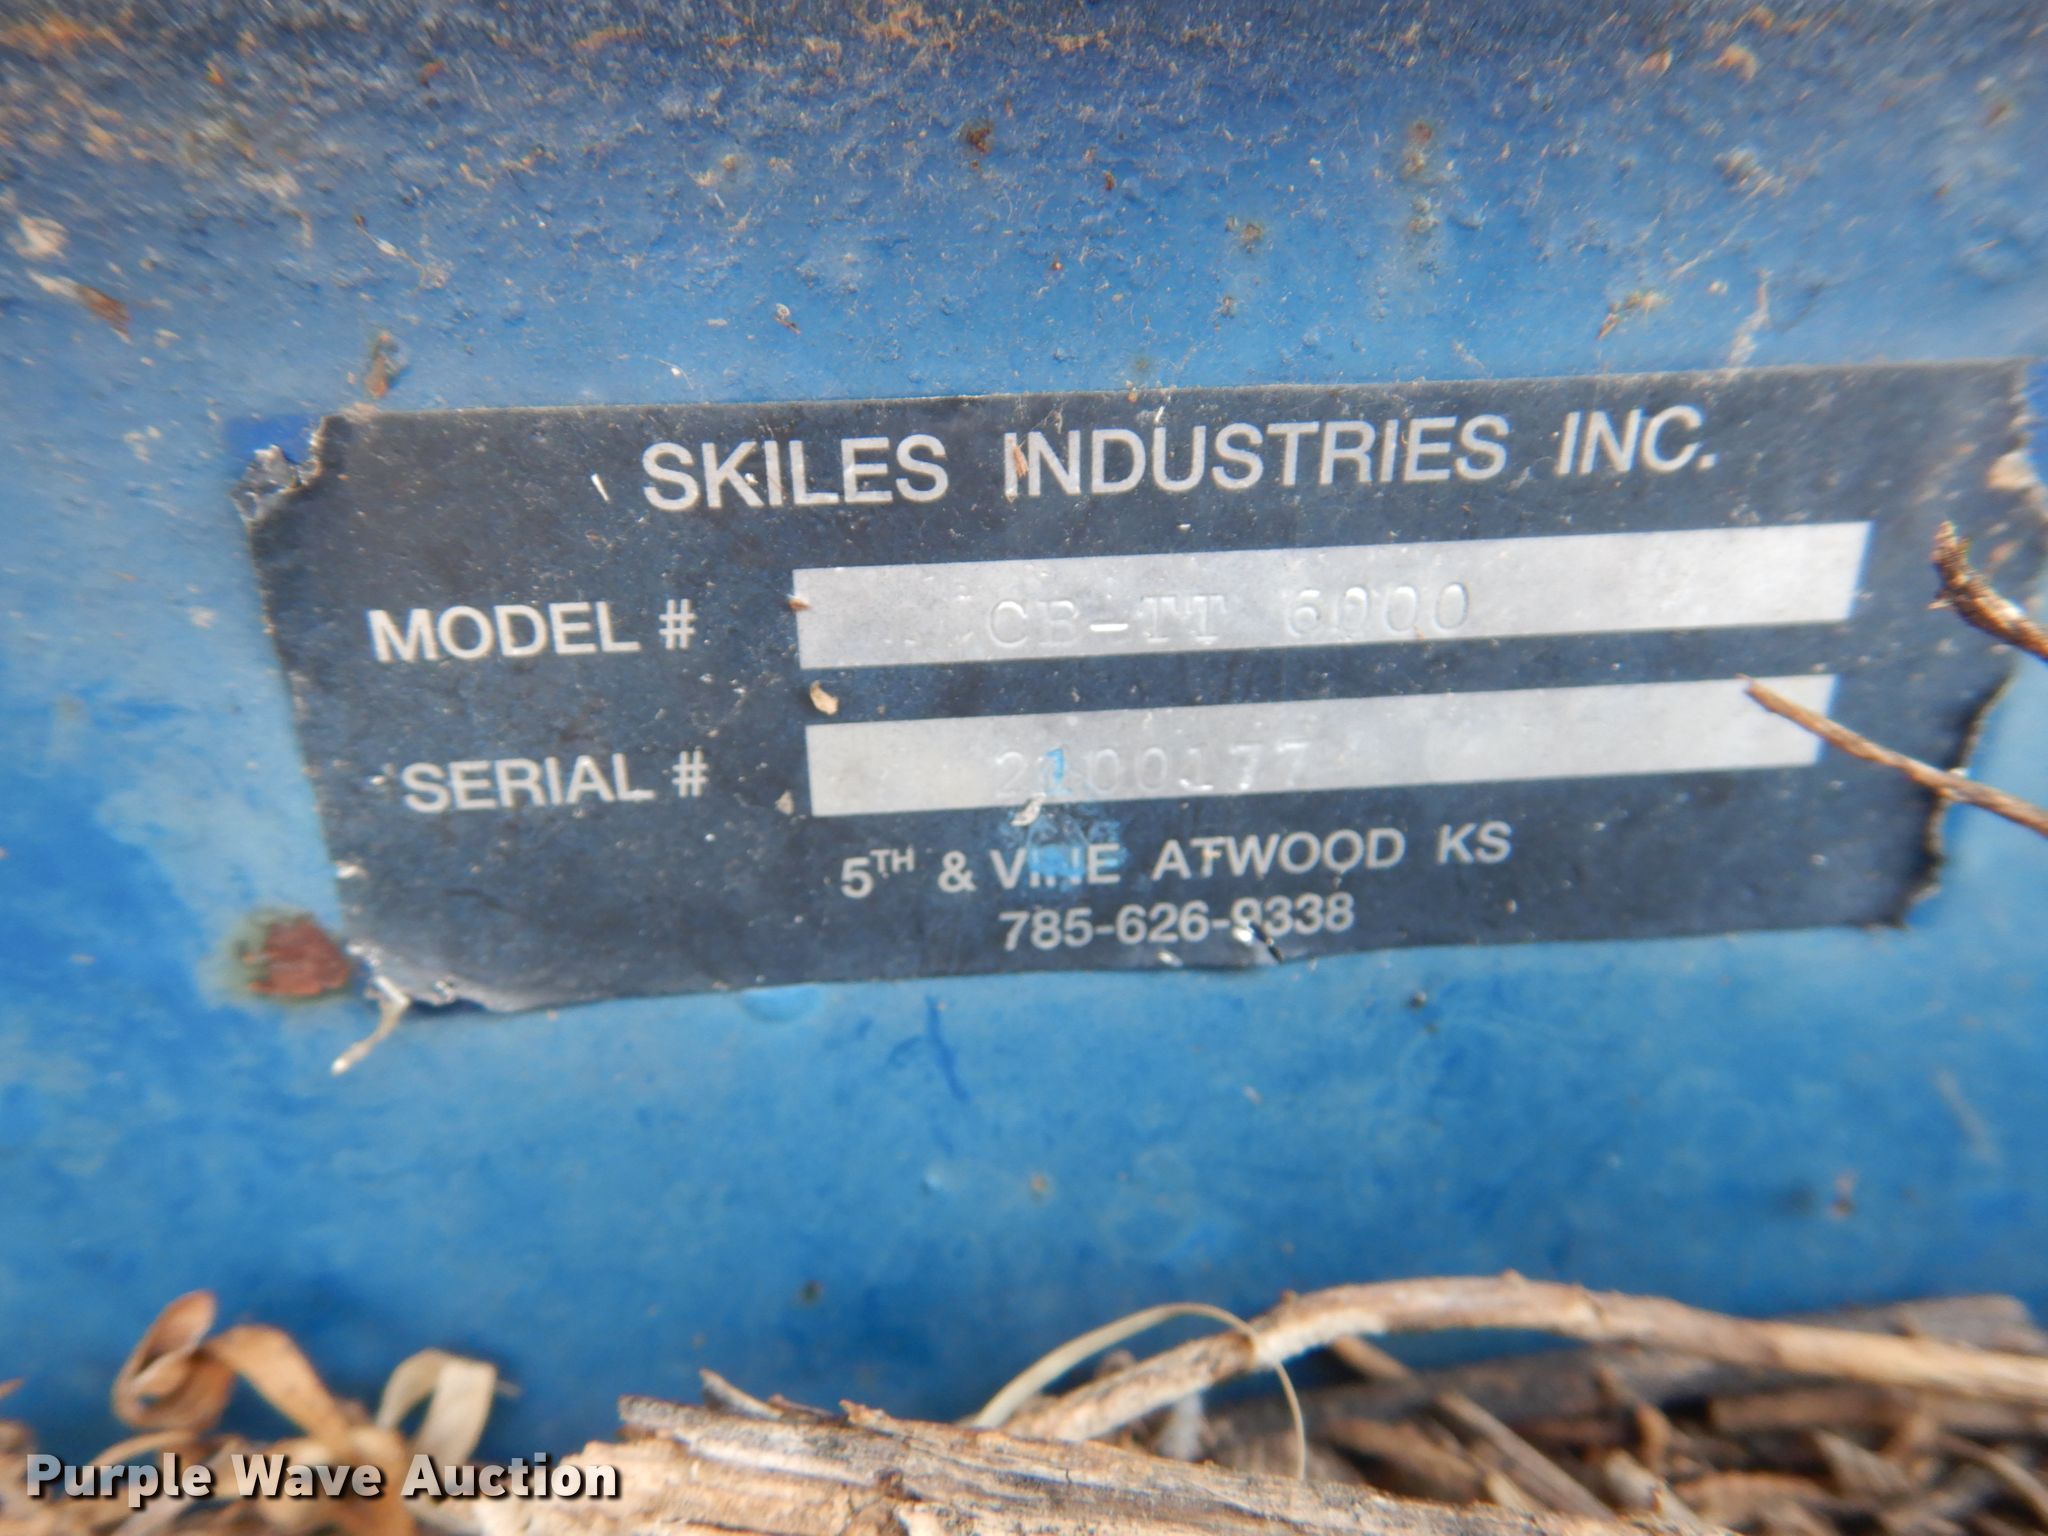 SKILES INDUSTRIES INC.
MODEL # CB-TT 6000
SERIAL # 2100177
5TH & VINE ATWOOD KS
785-626-9338
Purple Wave Auction